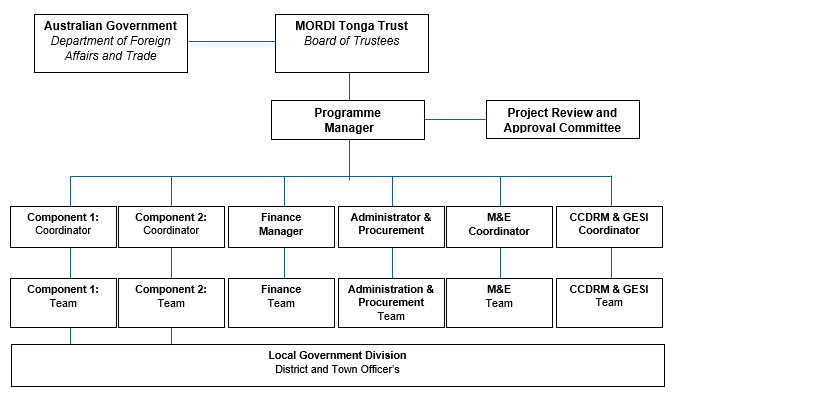 Australian Government
Department of Foreign
Affairs and Trade
MORDI Tonga Trust
Board of Trustees
Programme
Manager
Project Review and
Approval Committee
Component 1:
Coordinator
Component 2:
Coordinator
Finance
Manager
Administrator &
Procurement
M&E
Coordinator
CCDRM & GESI
Coordinator
Component 1:
Team
Component 2:
Team
Finance
Team
Administration &
Procurement
Team
M&E
Team
CCDRM & GESI
Team
Local Government Division
District and Town Officer's